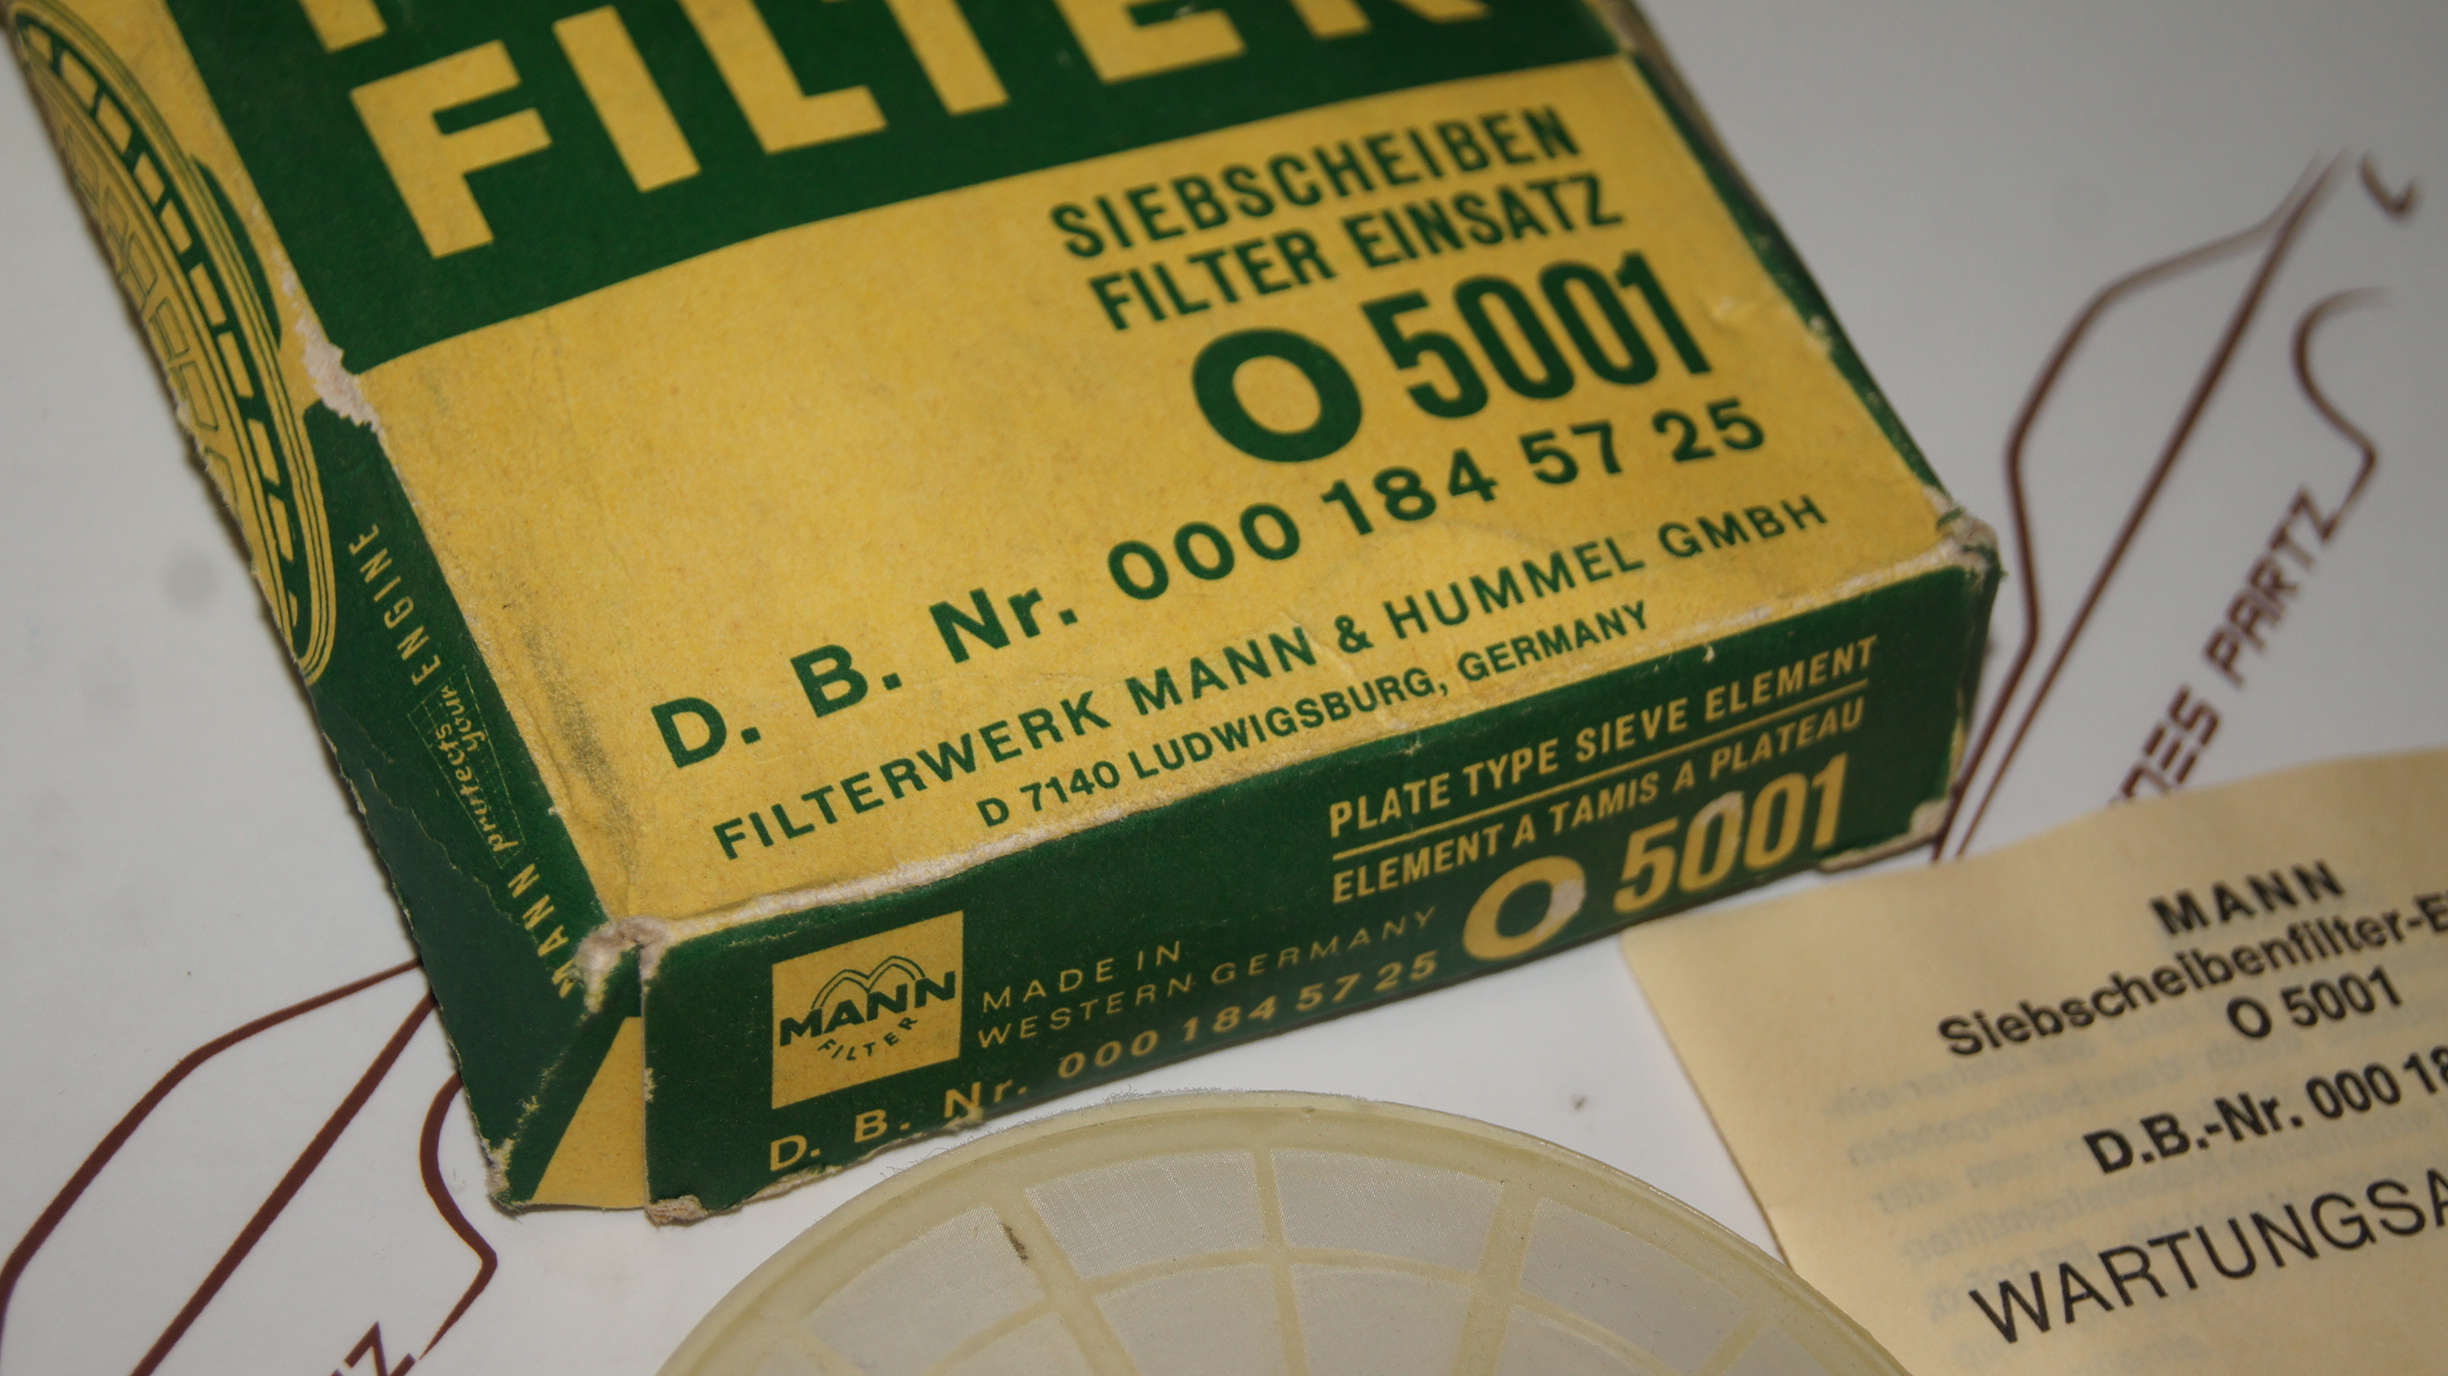 FILTER
SIEBSCHEIBEN
FILTER EINSATZ
O 5001
D. B. Nr. 000 184 57 25
FILTERWERK MANN & HUMMEL GMBH
D 7140 LUDWIGSBURG, GERMANY
MANN protects your ENGINE
PLATE TYPE SIEVE ELEMENT
ELEMENT A TAMIS A PLATEAU
O 5001
MANN
FILTER
MADE IN
WESTERN-GERMANY
D. B. Nr. 000 184 57 25
MANN
Siebscheibenfilter-E
O 5001
D.B.-Nr. 000 18
WARTUNGSA
DES PARTZ